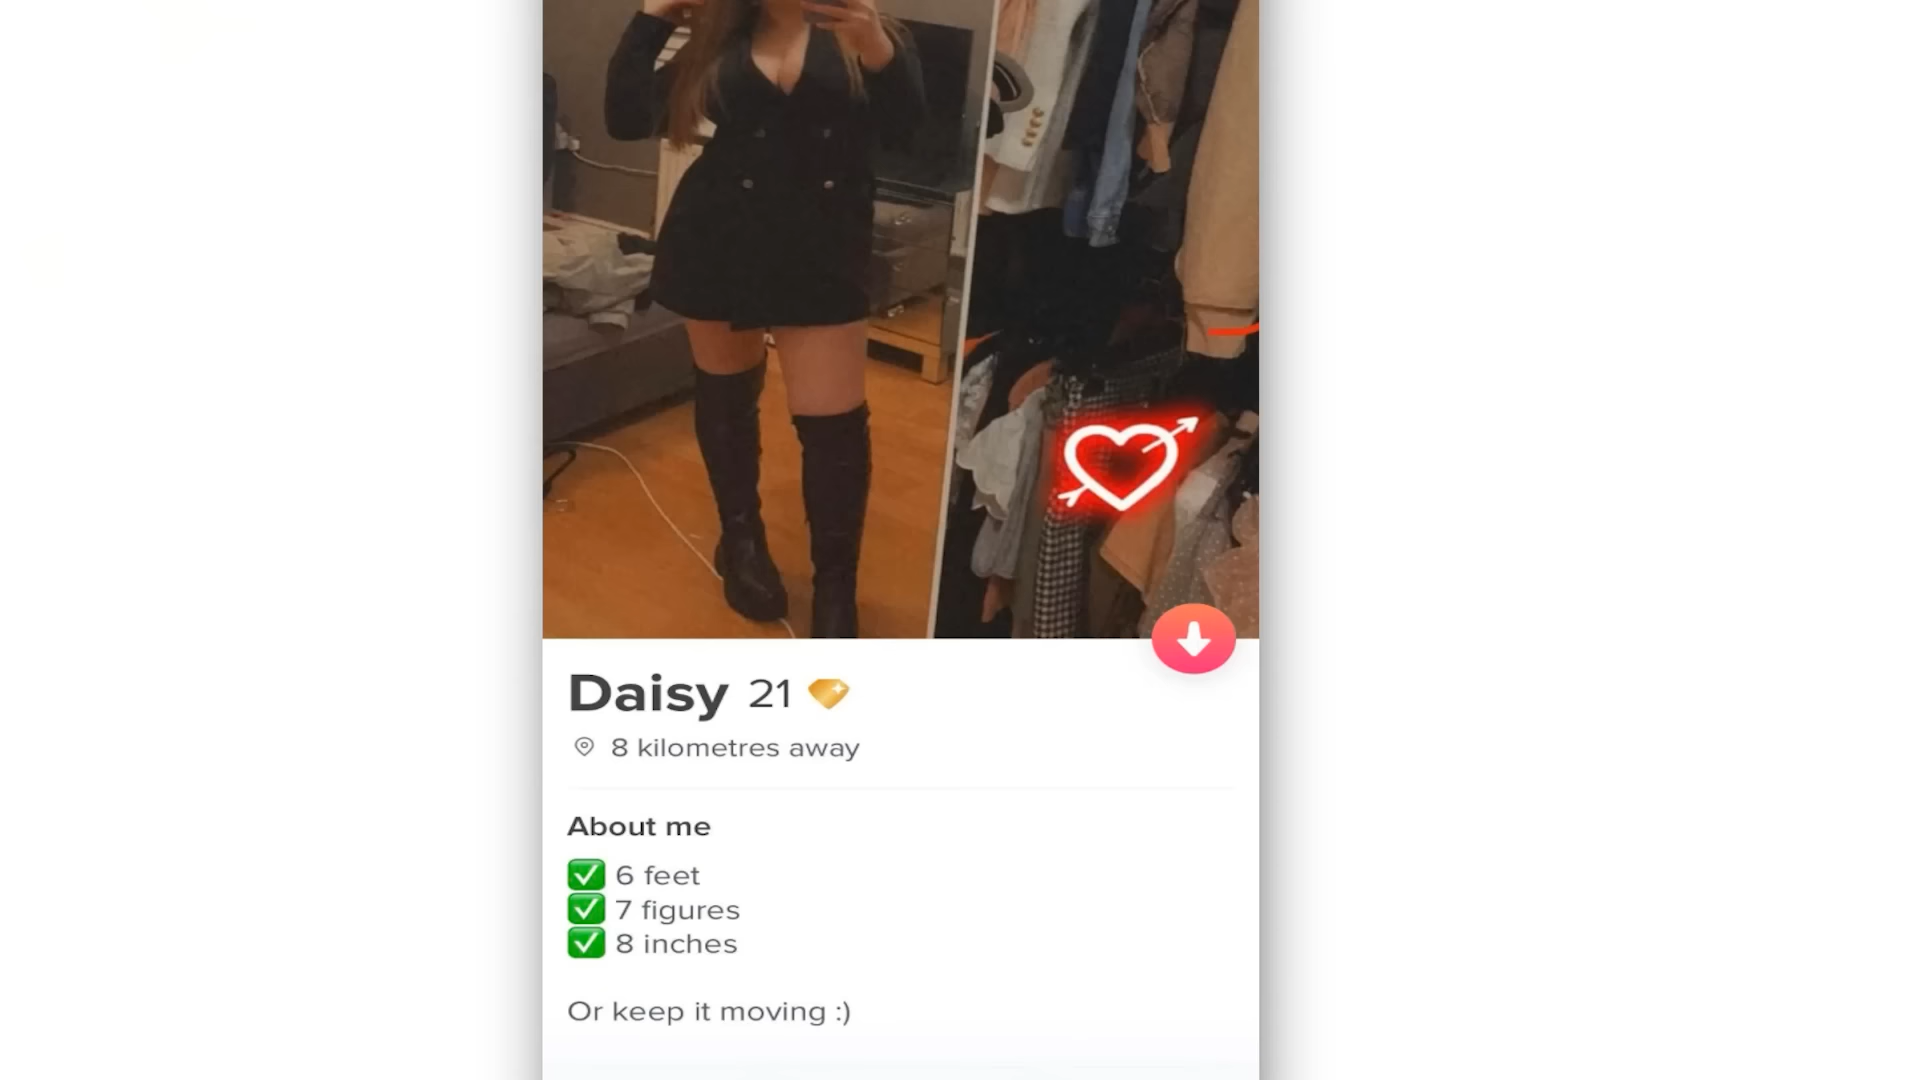 Daisy 21
8 kilometres away
About me
✅ 6 feet
✅ 7 figures
✅ 8 inches
Or keep it moving :)